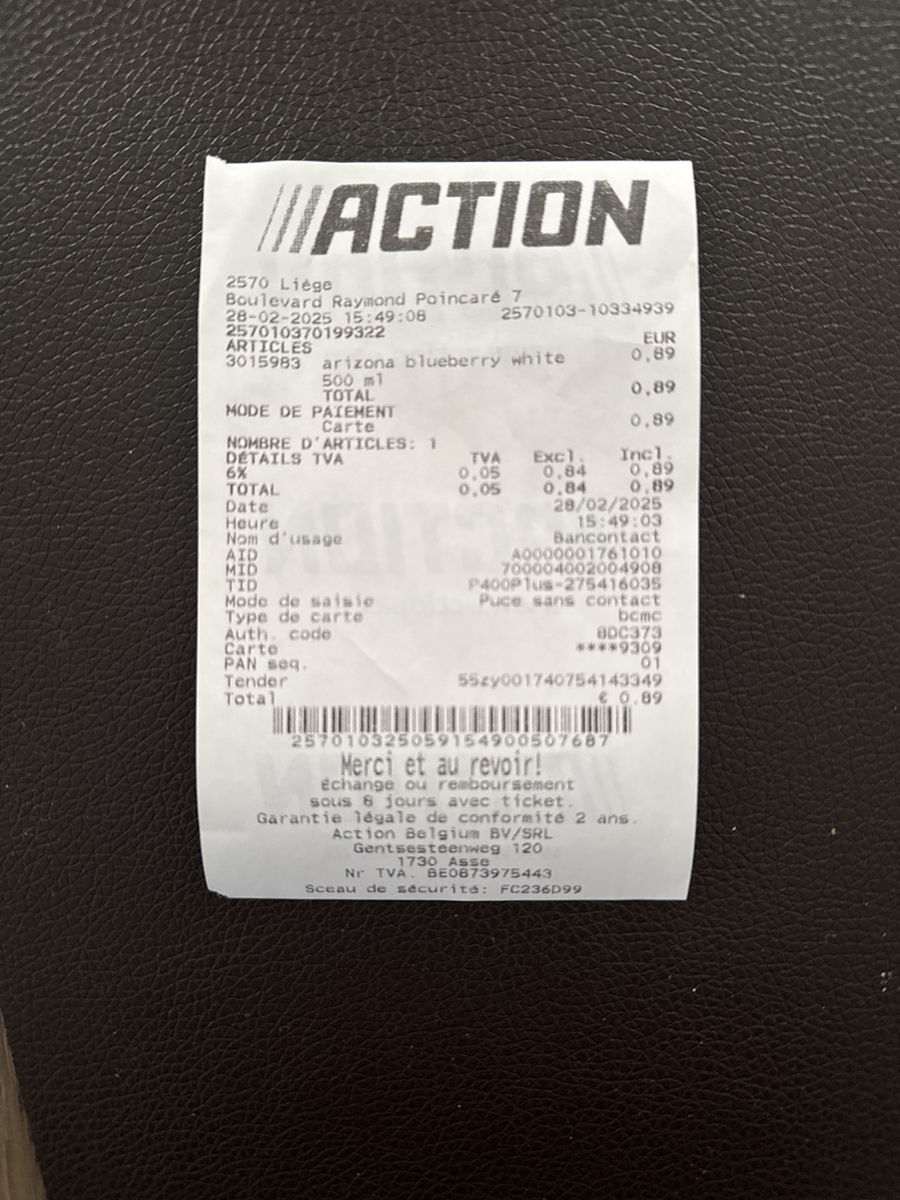 ACTION
2570 Liège
Boulevard Raymond Poincaré 7
28-02-2025 15:49:08 2570103-10334939
257010370199322
ARTICLES EUR
3015983 arizona blueberry white 0,89
500 ml
TOTAL 0,89
MODE DE PAIEMENT
Carte 0,89
NOMBRE D'ARTICLES: 1
DÉTAILS TVA TVA Excl. Incl.
6% 0,05 0,84 0,89
TOTAL 0,05 0,84 0,89
Date 28/02/2025
Heure 15:49:03
Nom d'usage Bancontact
AID A0000001761010
MID 700004002004908
TID P400Plus-275416035
Mode de saisie Puce sans contact
Type de carte bcmc
Auth. code 8DC373
Carte ****9309
PAN seq. 01
Tender 55zy001740754143349
Total € 0.89
257010325059154900507687
Merci et au revoir!
Échange ou remboursement
sous 8 jours avec ticket.
Garantie légale de conformité 2 ans.
Action Belgium BV/SRL
Gentsesteenweg 120
1730 Asse
Nr TVA. BE0873975443
Sceau de sécurité: FC236D99